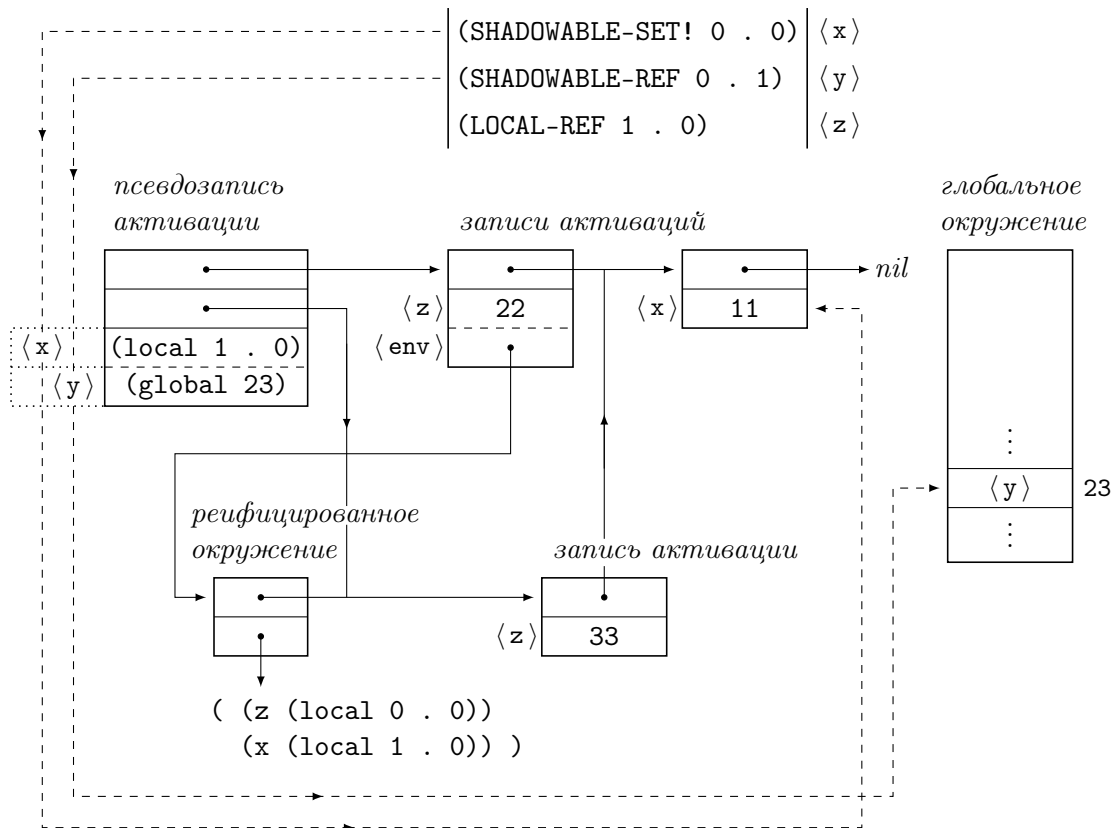 (SHADOWABLE-SET! 0 . 0) ⟨x⟩
(SHADOWABLE-REF 0 . 1) ⟨y⟩
(LOCAL-REF 1 . 0) ⟨z⟩
псевдозапись
активации
записи активаций
глобальное
окружение
nil
⟨z⟩ 22
⟨x⟩ 11
⟨env⟩
⟨x⟩ (local 1 . 0)
⟨y⟩ (global 23)
⟨y⟩ 23
реифицированное
окружение
запись активации
⟨z⟩ 33
( (z (local 0 . 0))
(x (local 1 . 0)) )